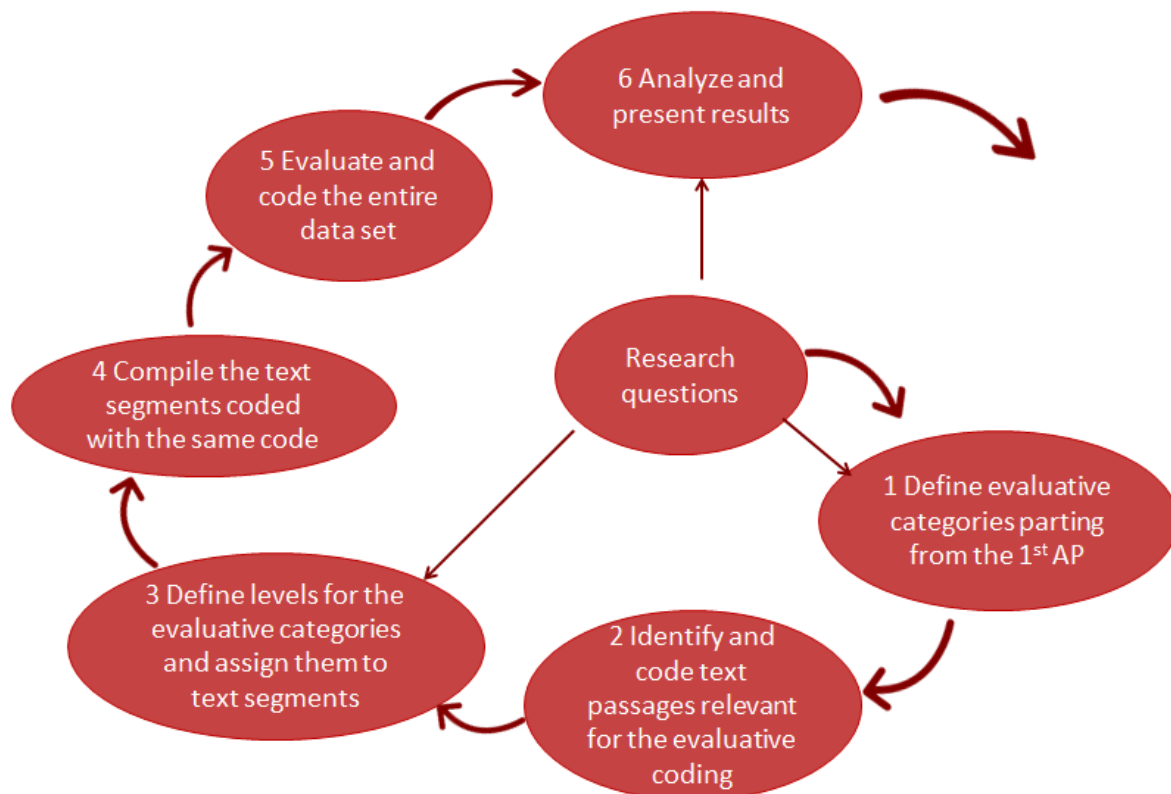 6 Analyze and
present results
5 Evaluate and
code the entire
data set
4 Compile the text
segments coded
with the same code
Research
questions
1 Define evaluative
categories parting
from the 1st AP
3 Define levels for the
evaluative categories
and assign them to
text segments
2 Identify and
code text
passages relevant
for the evaluative
coding